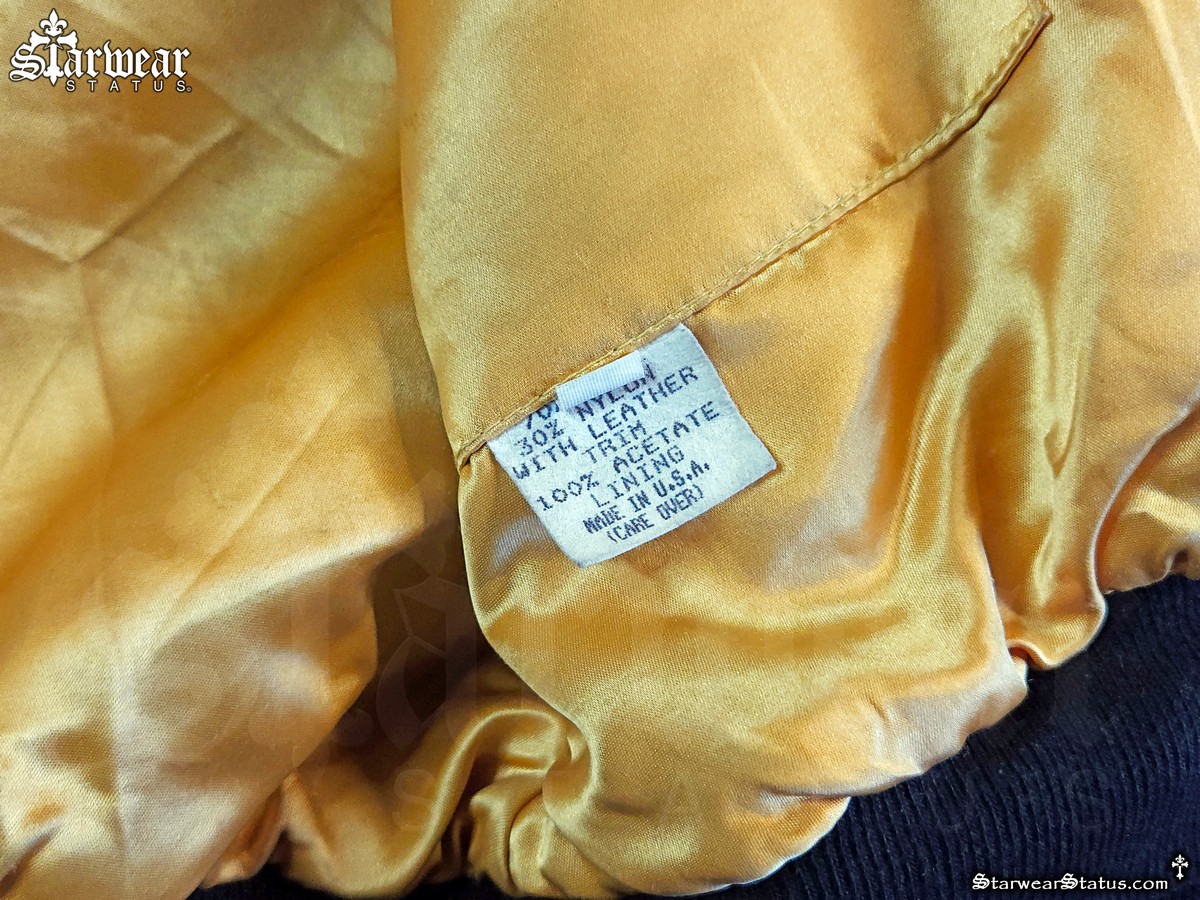 Starwear
STATUS
30% NYLON
WITH LEATHER
TRIM
100% ACETATE
LINING
MADE IN U.S.A.
(CARE OVER)
StarwearStatus.com